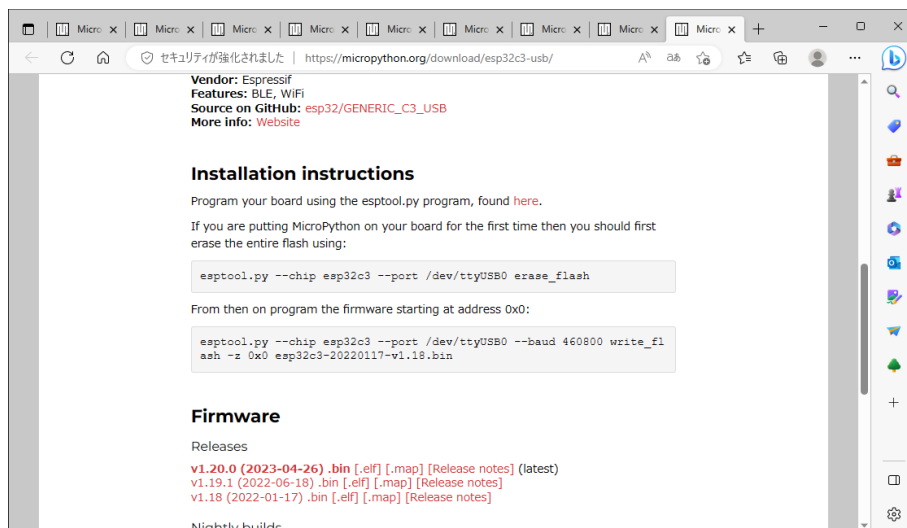 Micro
Micro
Micro
Micro
Micro
Micro
Micro
Micro
Micro
セキュリティが強化されました | https://micropython.org/download/esp32c3-usb/
Vendor: Espressif
Features: BLE, WiFi
Source on GitHub: esp32/GENERIC_C3_USB
More info: Website
Installation instructions
Program your board using the esptool.py program, found here.
If you are putting MicroPython on your board for the first time then you should first
erase the entire flash using:
esptool.py --chip esp32c3 --port /dev/ttyUSB0 erase_flash
From then on program the firmware starting at address 0x0:
esptool.py --chip esp32c3 --port /dev/ttyUSB0 --baud 460800 write_fl
ash -z 0x0 esp32c3-20220117-v1.18.bin
Firmware
Releases
v1.20.0 (2023-04-26) .bin [.elf] [.map] [Release notes] (latest)
v1.19.1 (2022-06-18) .bin [.elf] [.map] [Release notes]
v1.18 (2022-01-17) .bin [.elf] [.map] [Release notes]
Nightly builds